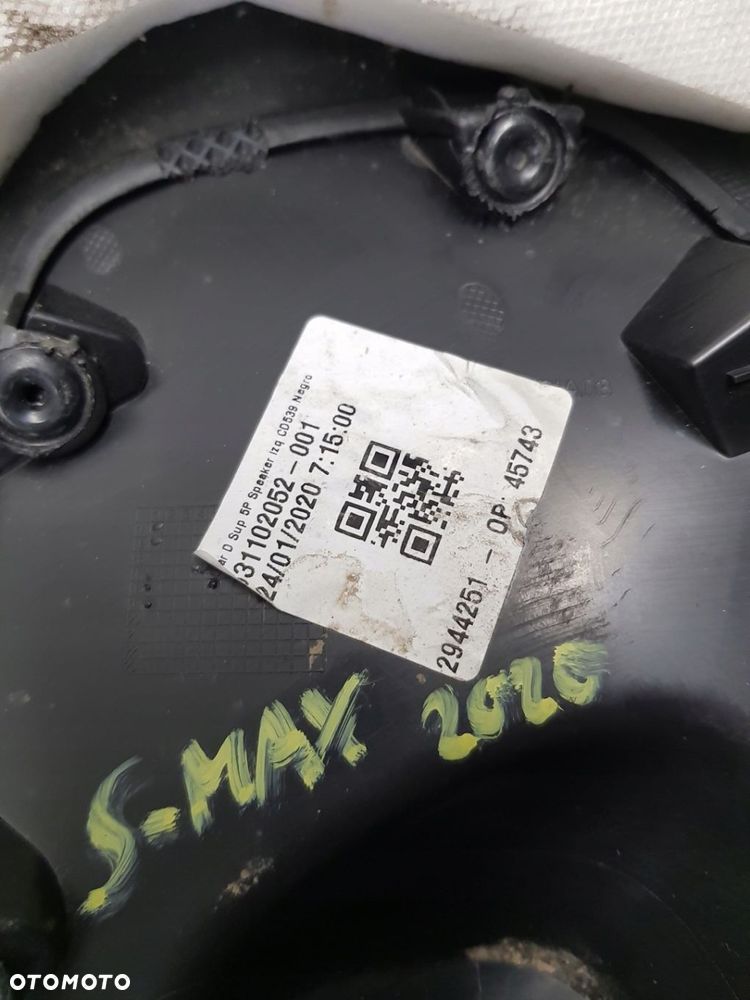 ar D Sup 5P Speaker Izq CD539 Negro
31102052-001
24/01/2020 7:15:00
2944251 - OP: 45743
S-MAX 2020
OTOMOTO